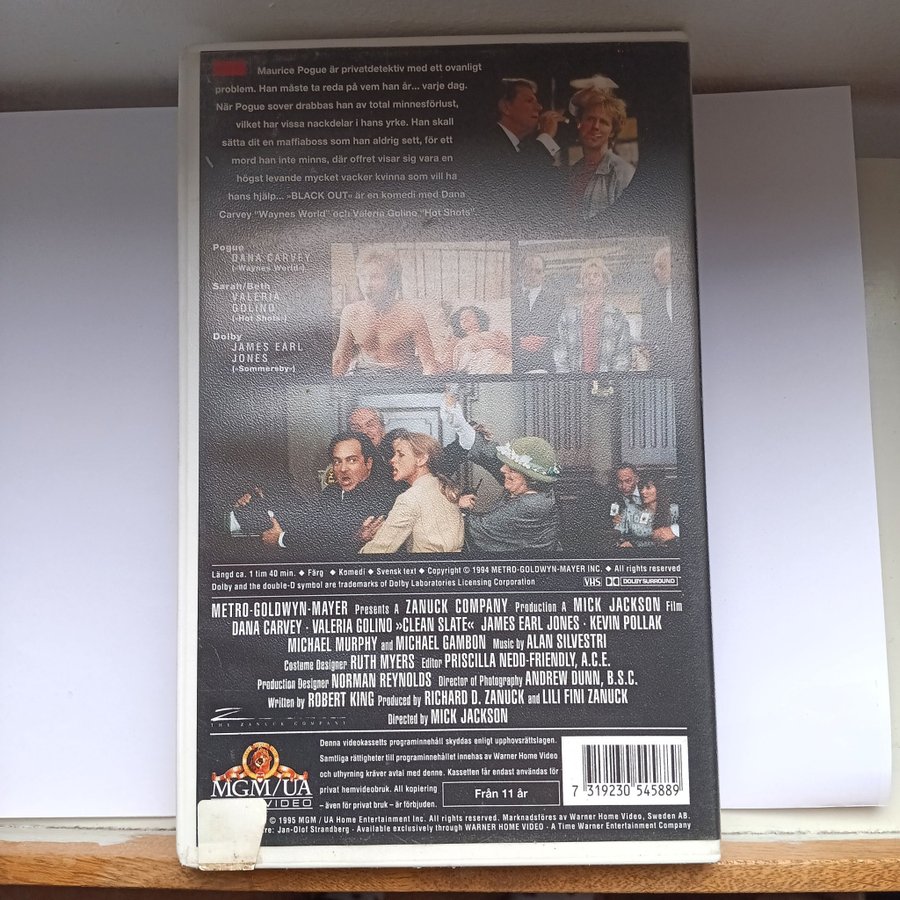 Maurice Pogue är privatdetektiv med ett ovanligt
problem. Han måste ta reda på vem han är... varje dag.
När Pogue sover drabbas han av total minnesförlust,
vilket har vissa nackdelar i hans yrke. Han skall
sätta dit en maffiaboss som han aldrig sett, för ett
mord han inte minns, där offret visar sig vara en
högst levande mycket vacker kvinna som vill ha
hans hjälp... »BLACK OUT« är en komedi med Dana
Carvey "Waynes World" och Valeria Golino "Hot Shots"
Pogue
DANA CARVEY
(-Waynes World-)
Sarah/Beth
VALERIA
GOLINO
(-Hot Shots-)
Dolby
JAMES EARL
JONES
(-Sommersby-)
Längd ca. 1 tim 40 min. ◆ Färg ◆ Komedi ◆ Svensk text ◆ Copyright © 1994 METRO-GOLDWYN-MAYER INC. ◆ All rights reserved
Dolby and the double-D symbol are trademarks of Dolby Laboratories Licensing Corporation VHS DOLBY SURROUND
METRO-GOLDWYN-MAYER Presents A ZANUCK COMPANY Production A MICK JACKSON Film
DANA CARVEY · VALERIA GOLINO »CLEAN SLATE« JAMES EARL JONES · KEVIN POLLAK
MICHAEL MURPHY and MICHAEL GAMBON Music by ALAN SILVESTRI
Costume Designer RUTH MYERS Editor PRISCILLA NEDD-FRIENDLY, A.C.E.
Production Designer NORMAN REYNOLDS Director of Photography ANDREW DUNN, B.S.C.
Written by ROBERT KING Produced by RICHARD D. ZANUCK and LILI FINI ZANUCK
Directed by MICK JACKSON
THE ZANUCK COMPANY
MGM/UA
VIDEO
Denna videokassetts programinnehåll skyddas enligt upphovsrättslagen.
Samtliga rättigheter till programinnehållet innehas av Warner Home Video
och uthyrning kräver avtal med denne. Kassetten får endast användas för
privat hemvideobruk. All kopiering
– även för privat bruk – är förbjuden.
Från 11 år
7 319230 545889
© 1995 MGM / UA Home Entertainment Inc. All rights reserved. Marknadsföres av Warner Home Video, Sweden AB.
Jan-Olof Strandberg - Available exclusively through WARNER HOME VIDEO - A Time Warner Entertainment Company